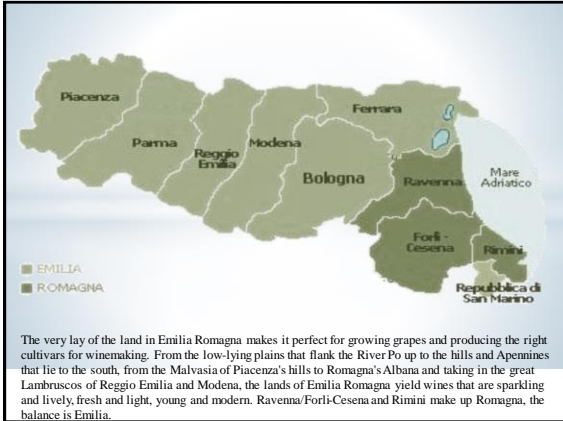 Piacenza
Parma
Reggio
Emilia
Modena
Ferrara
Bologna
Ravenna
Mare
Adriatico
Forlì -
Cesena
Rimini
Repubblica di
San Marino
EMILIA
ROMAGNA
The very lay of the land in Emilia Romagna makes it perfect for growing grapes and producing the right
cultivars for winemaking. From the low-lying plains that flank the River Po up to the hills and Apennines
that lie to the south, from the Malvasia of Piacenza's hills to Romagna's Albana and taking in the great
Lambruscos of Reggio Emilia and Modena, the lands of Emilia Romagna yield wines that are sparkling
and lively, fresh and light, young and modern. Ravenna/Forli-Cesena and Rimini make up Romagna, the
balance is Emilia.